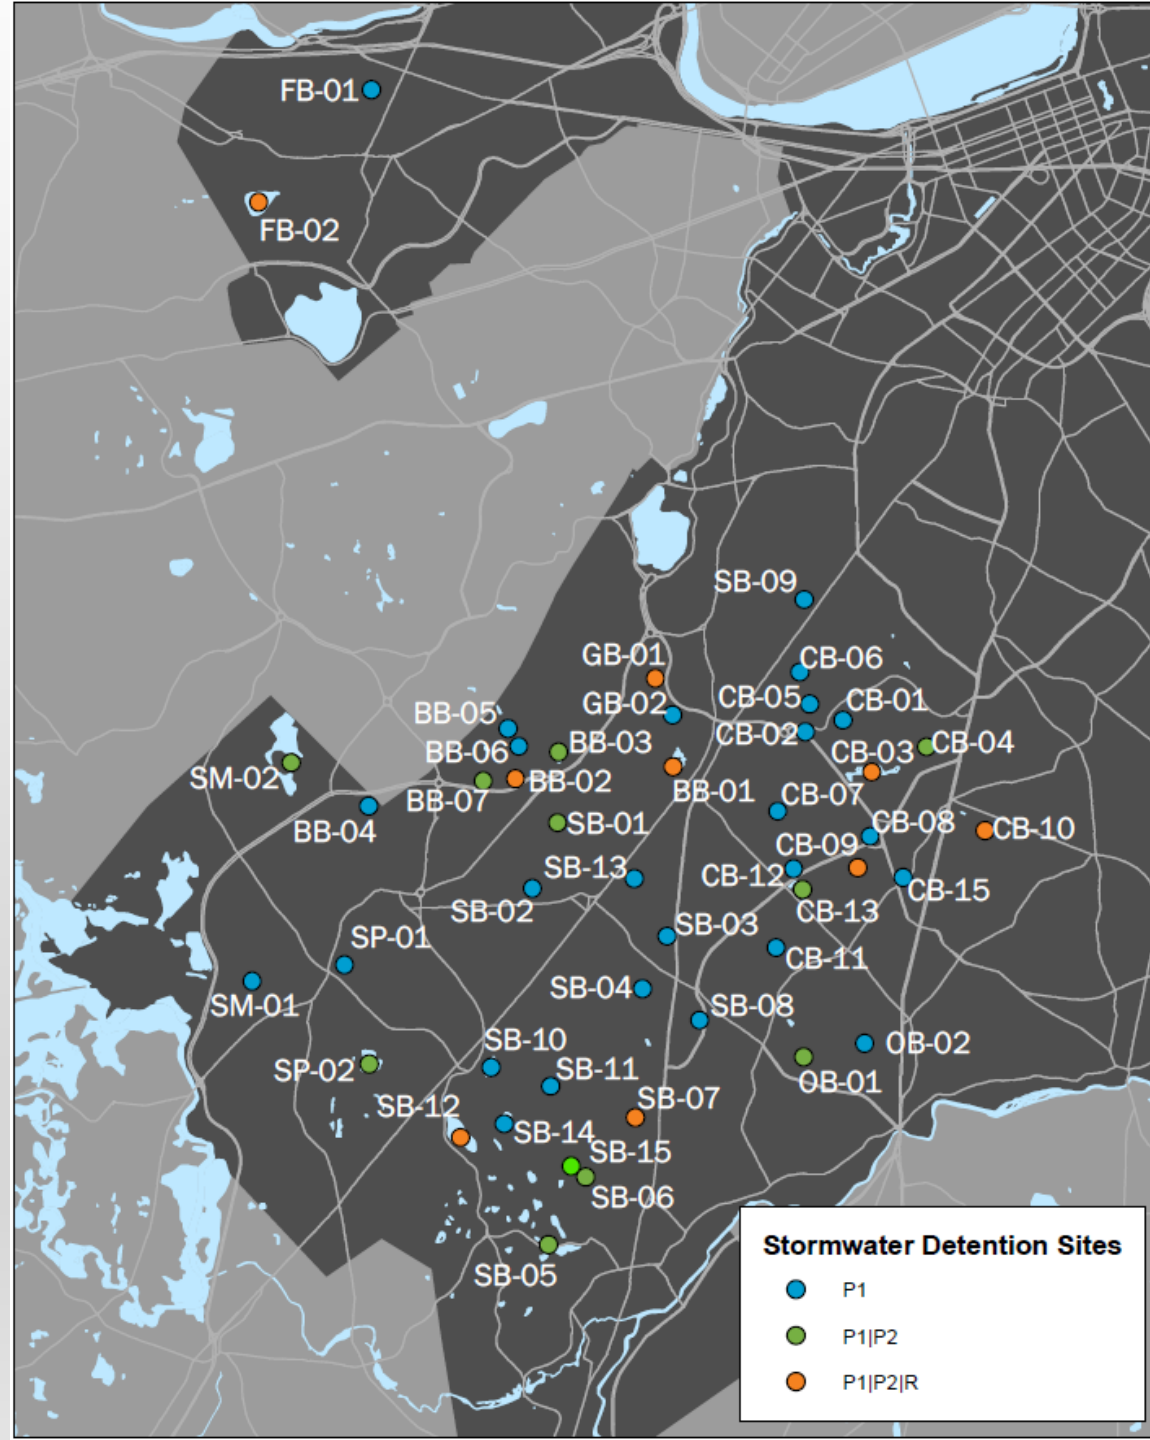 FB-01
FB-02
SB-09
GB-01
CB-06
CB-05
CB-01
GB-02
BB-05
CB-02
BB-06
BB-03
CB-03
CB-04
SM-02
BB-07
BB-02
BB-01
CB-07
BB-04
SB-01
CB-08
CB-10
CB-09
SB-13
CB-12
CB-15
SB-02
CB-13
SB-03
SP-01
CB-11
SB-04
SM-01
SB-08
SB-10
OB-02
SP-02
SB-11
OB-01
SB-12
SB-07
SB-14
SB-15
SB-06
SB-05
Stormwater Detention Sites
P1
P1|P2
P1|P2|R